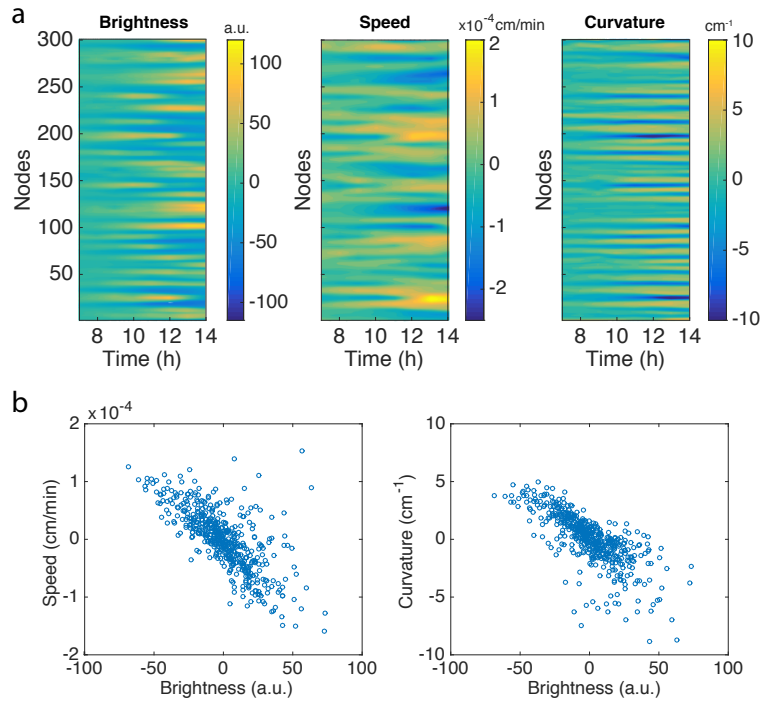 a
Brightness
Speed
Curvature
a.u.
x10⁻⁴ cm/min
cm⁻¹
Nodes
300
250
200
150
100
50
8 10 12 14
Time (h)
100
50
0
-50
-100
Nodes
8 10 12 14
Time (h)
2
1
0
-1
-2
Nodes
8 10 12 14
Time (h)
10
5
0
-5
-10
b
× 10⁻⁴
Speed (cm/min)
2
1
0
-1
-2
-100 -50 0 50 100
Brightness (a.u.)
Curvature (cm⁻¹)
10
5
0
-5
-10
-100 -50 0 50 100
Brightness (a.u.)